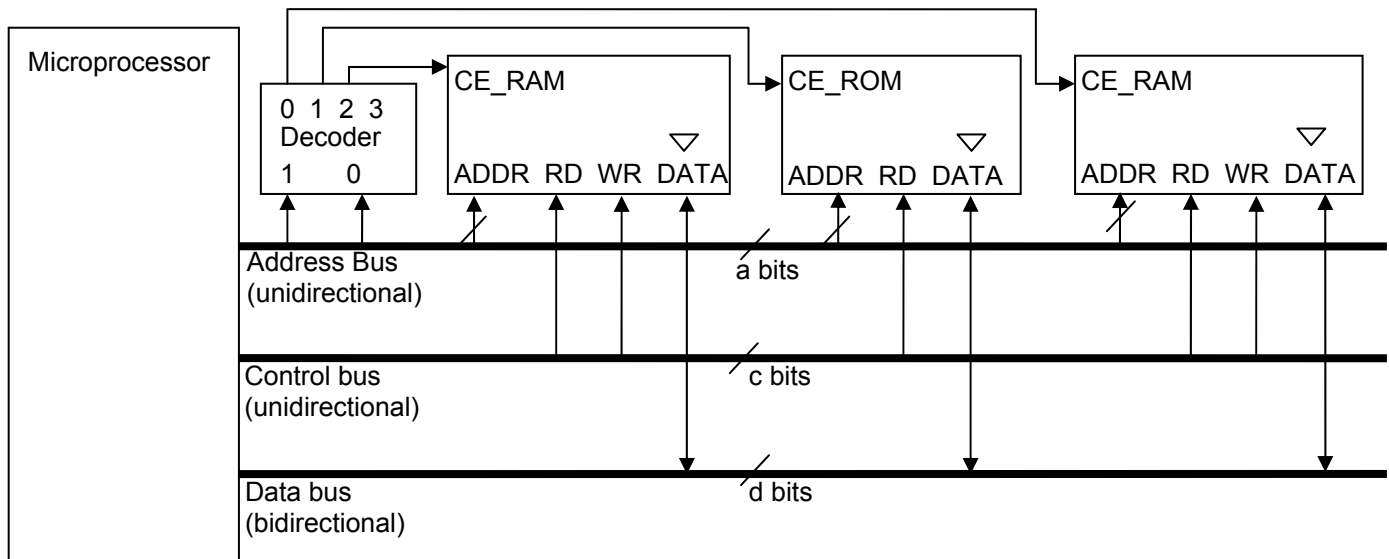 Microprocessor
0 1 2 3
Decoder
1 0
CE_RAM
ADDR RD WR DATA
CE_ROM
ADDR RD DATA
CE_RAM
ADDR RD WR DATA
Address Bus
(unidirectional)
a bits
Control bus
(unidirectional)
c bits
Data bus
(bidirectional)
d bits